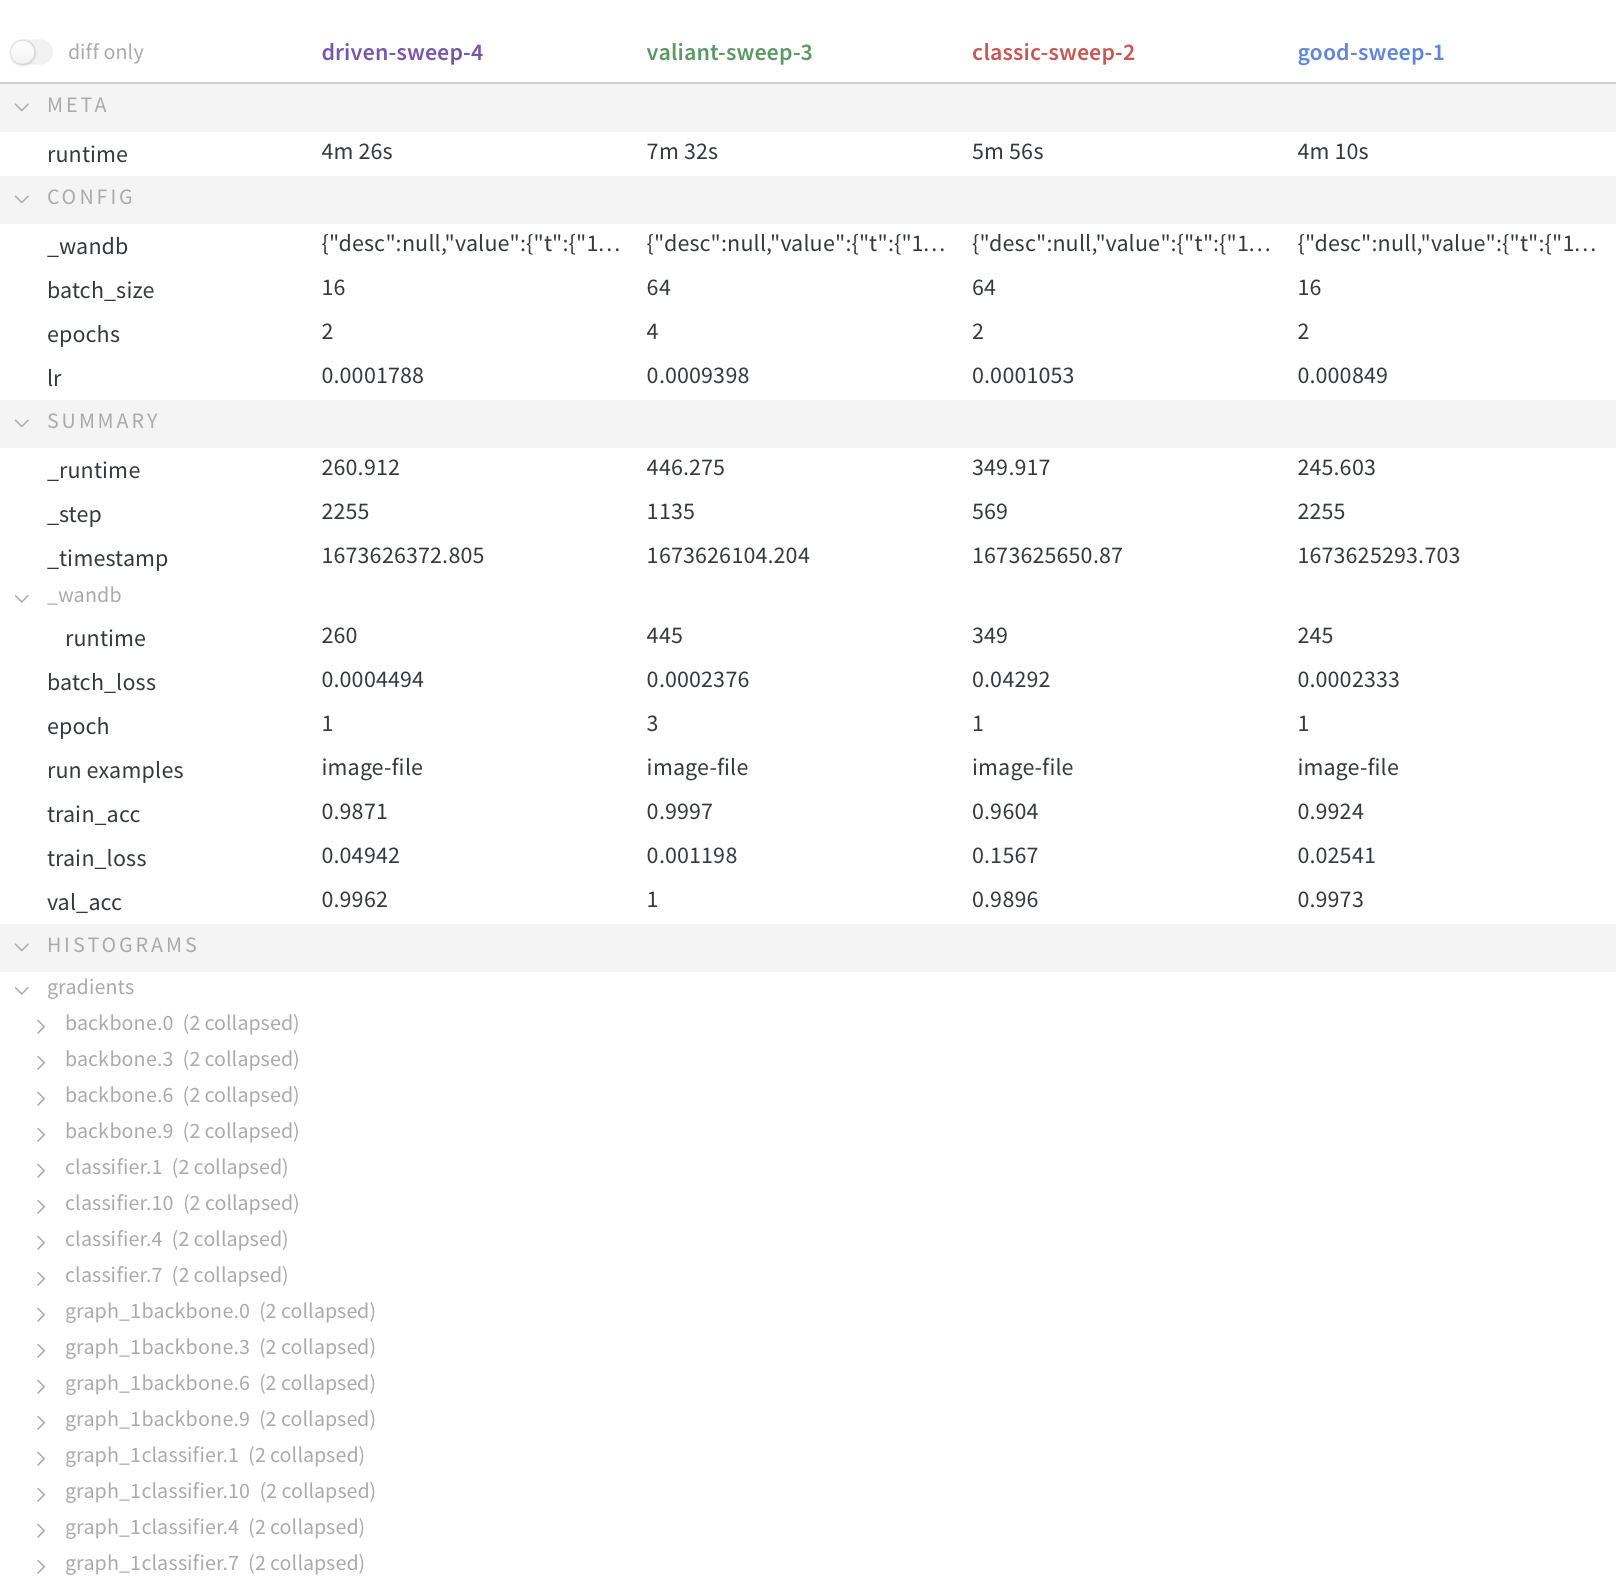 diff only driven-sweep-4 valiant-sweep-3 classic-sweep-2 good-sweep-1
META
runtime 4m 26s 7m 32s 5m 56s 4m 10s
CONFIG
_wandb {"desc":null,"value":{"t":{"1... {"desc":null,"value":{"t":{"1... {"desc":null,"value":{"t":{"1... {"desc":null,"value":{"t":{"1...
batch_size 16 64 64 16
epochs 2 4 2 2
lr 0.0001788 0.0009398 0.0001053 0.000849
SUMMARY
_runtime 260.912 446.275 349.917 245.603
_step 2255 1135 569 2255
_timestamp 1673626372.805 1673626104.204 1673625650.87 1673625293.703
_wandb
runtime 260 445 349 245
batch_loss 0.0004494 0.0002376 0.04292 0.0002333
epoch 1 3 1 1
run examples image-file image-file image-file image-file
train_acc 0.9871 0.9997 0.9604 0.9924
train_loss 0.04942 0.001198 0.1567 0.02541
val_acc 0.9962 1 0.9896 0.9973
HISTOGRAMS
gradients
backbone.0 (2 collapsed)
backbone.3 (2 collapsed)
backbone.6 (2 collapsed)
backbone.9 (2 collapsed)
classifier.1 (2 collapsed)
classifier.10 (2 collapsed)
classifier.4 (2 collapsed)
classifier.7 (2 collapsed)
graph_1backbone.0 (2 collapsed)
graph_1backbone.3 (2 collapsed)
graph_1backbone.6 (2 collapsed)
graph_1backbone.9 (2 collapsed)
graph_1classifier.1 (2 collapsed)
graph_1classifier.10 (2 collapsed)
graph_1classifier.4 (2 collapsed)
graph_1classifier.7 (2 collapsed)